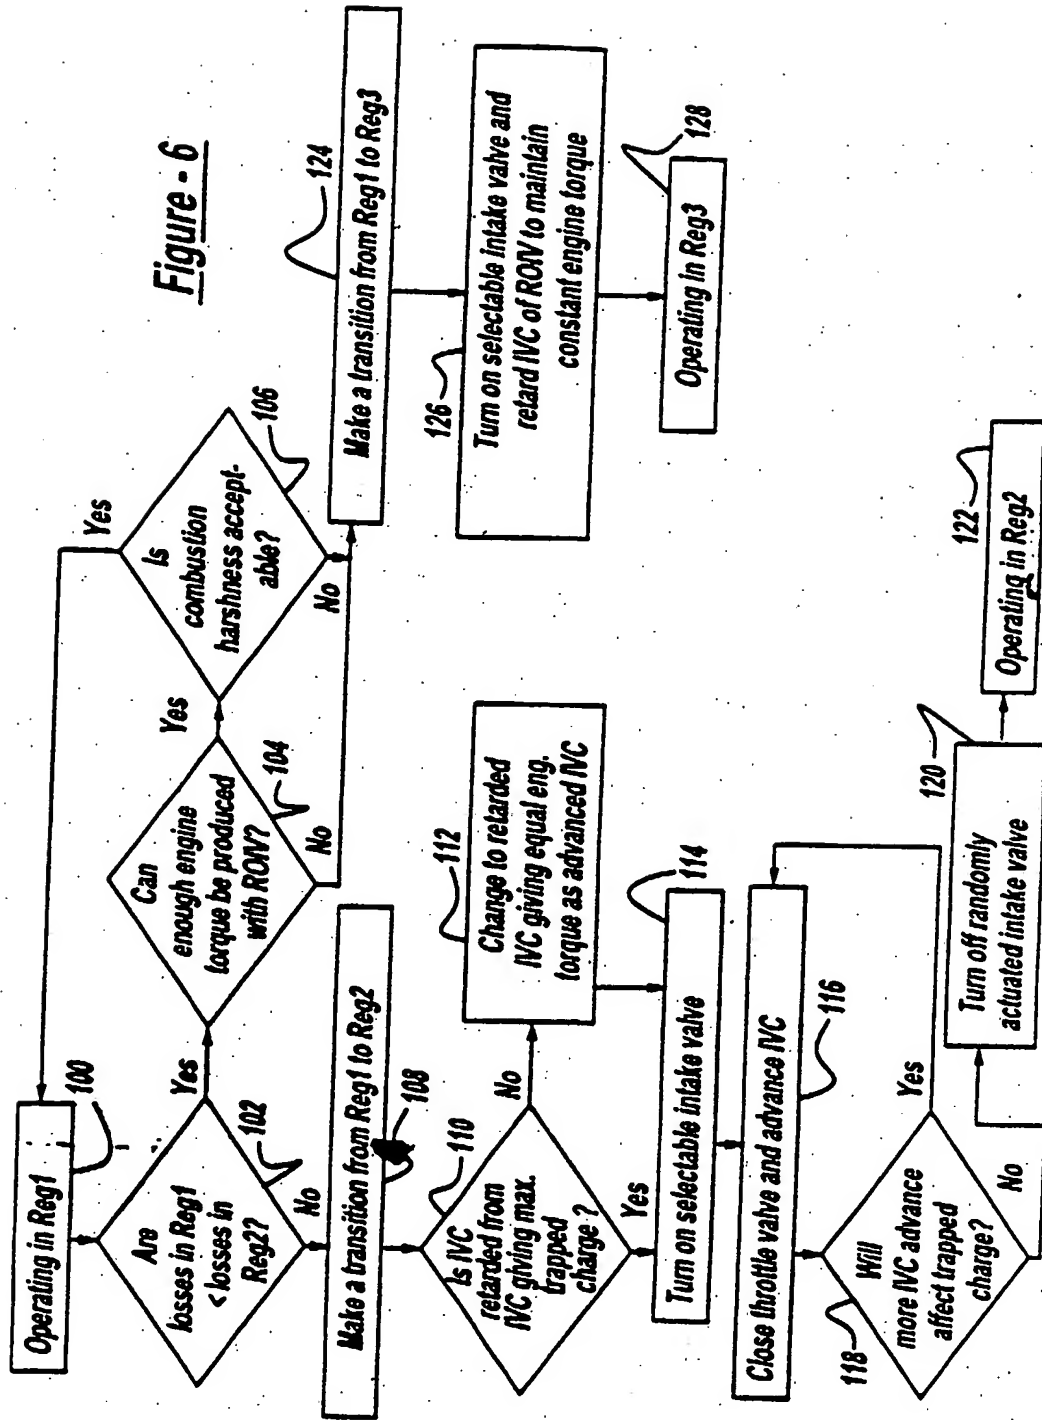 Figure - 6
Operating in Reg1
100
Are
losses in Reg1
< losses in
Reg2?
102
Yes
No
Can
enough engine
torque be produced
with ROIV?
104
Yes
No
Is
combustion
harshness accept-
able?
106
Yes
No
Make a transition from Reg1 to Reg2
108
Is IVC
retarded from
IVC giving max.
trapped
charge ?
110
No
Yes
Change to retarded
IVC giving equal eng.
torque as advanced IVC
112
Turn on selectable intake valve
114
Close throttle valve and advance IVC
116
Will
more IVC advance
affect trapped
charge?
118
Yes
No
Turn off randomly
actuated intake valve
120
Operating in Reg2
122
Make a transition from Reg1 to Reg3
124
Turn on selectable intake valve and
retard IVC of ROIV to maintain
constant engine torque
126
Operating in Reg3
128